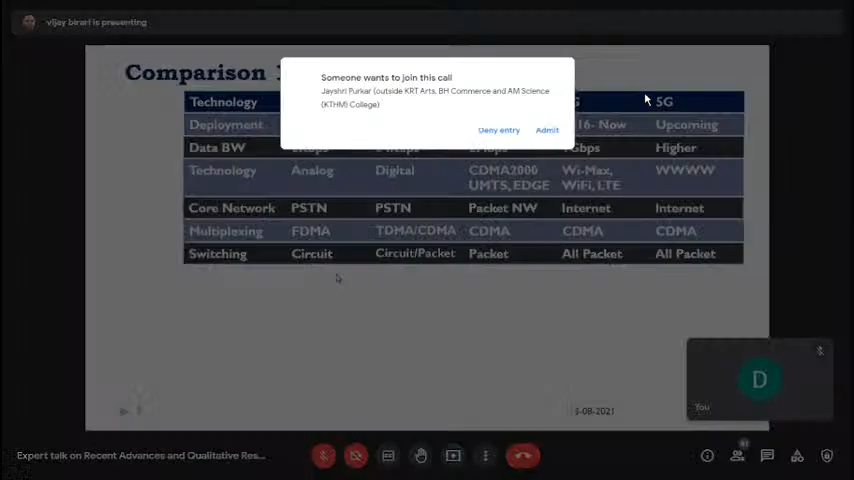 vijay birari is presenting
Comparison
Someone wants to join this call
Jayshri Purkar (outside KRT Arts, BH Commerce and AM Science
(KTHM) College)
Deny entry Admit
Technology 5G
Deployment 16- Now Upcoming
Data BW Gbps Higher
Technology Analog Digital CDMA2000 Wi-Max, WWWW
UMTS, EDGE WiFi, LTE
Core Network PSTN PSTN Packet NW Internet Internet
Multiplexing FDMA TDMA/CDMA CDMA CDMA CDMA
Switching Circuit Circuit/Packet Packet All Packet All Packet
D
You
3-08-2021
Expert talk on Recent Advances and Qualitative Res...